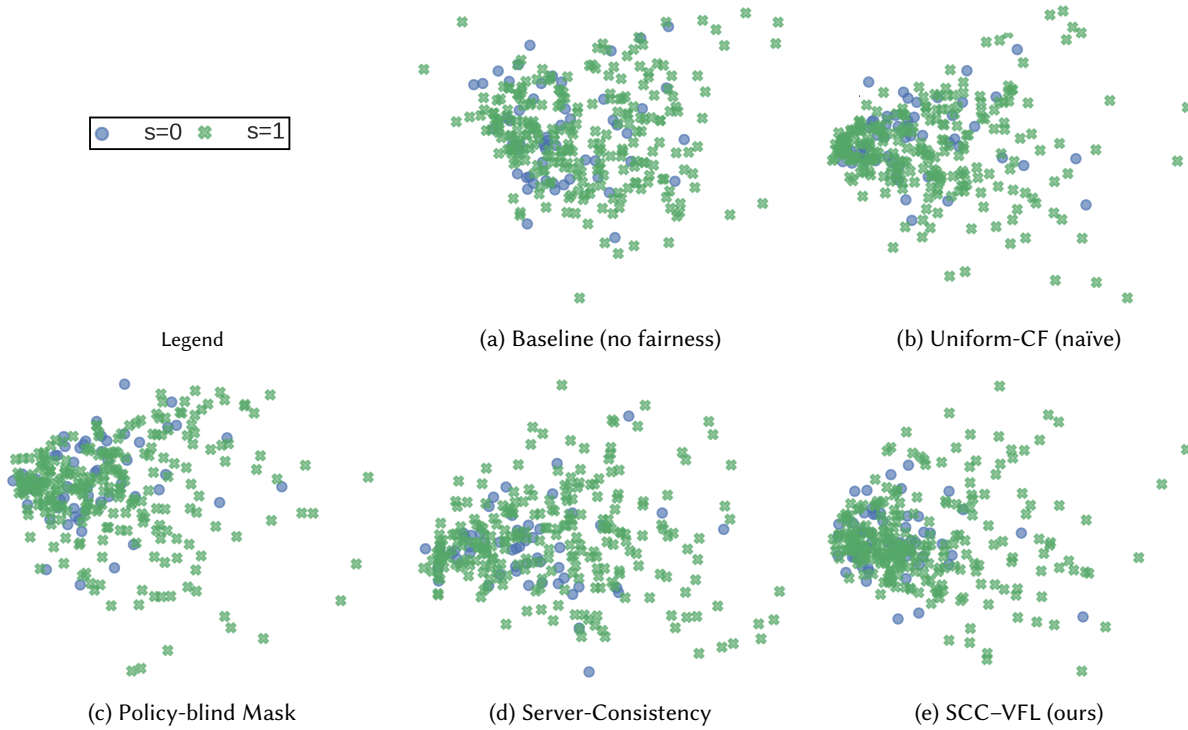 s=0 s=1
Legend
(a) Baseline (no fairness)
(b) Uniform-CF (naïve)
(c) Policy-blind Mask
(d) Server-Consistency
(e) SCC–VFL (ours)